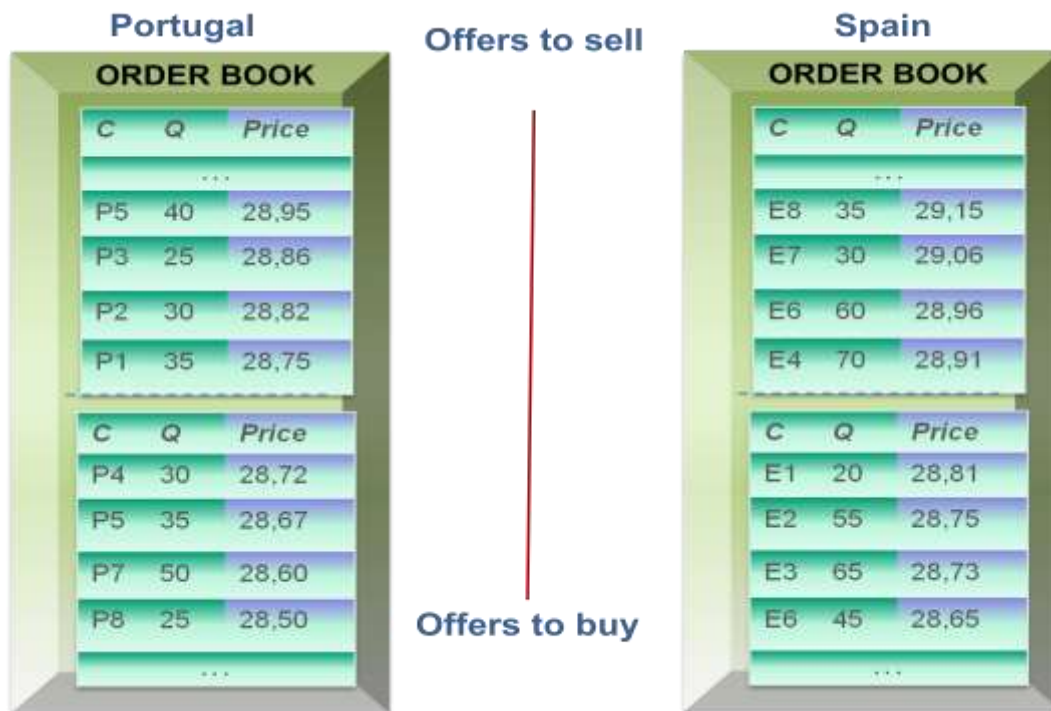 Portugal
ORDER BOOK
C Q Price
...
P5 40 28,95
P3 25 28,86
P2 30 28,82
P1 35 28,75
C Q Price
P4 30 28,72
P5 35 28,67
P7 50 28,60
P8 25 28,50
...
Offers to sell
Offers to buy
Spain
ORDER BOOK
C Q Price
...
E8 35 29,15
E7 30 29,06
E6 60 28,96
E4 70 28,91
C Q Price
E1 20 28,81
E2 55 28,75
E3 65 28,73
E6 45 28,65
...